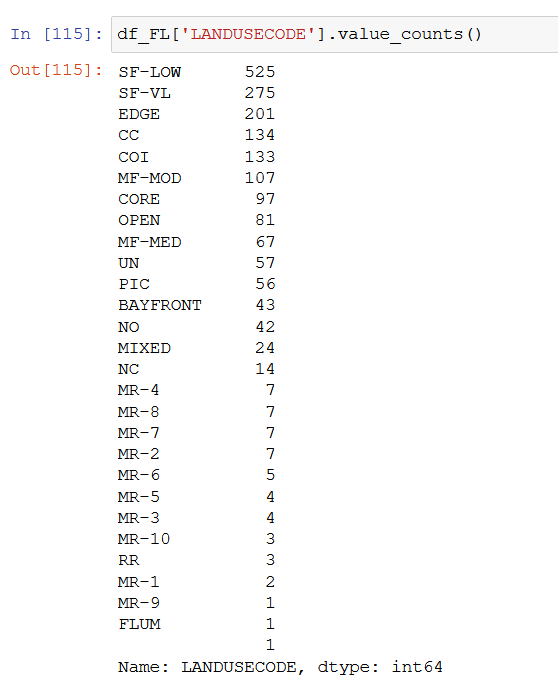 In [115]: df_FL['LANDUSECODE'].value_counts()
Out[115]: SF-LOW 525
SF-VL 275
EDGE 201
CC 134
COI 133
MF-MOD 107
CORE 97
OPEN 81
MF-MED 67
UN 57
PIC 56
BAYFRONT 43
NO 42
MIXED 24
NC 14
MR-4 7
MR-8 7
MR-7 7
MR-2 7
MR-6 5
MR-5 4
MR-3 4
MR-10 3
RR 3
MR-1 2
MR-9 1
FLUM 1
1
Name: LANDUSECODE, dtype: int64